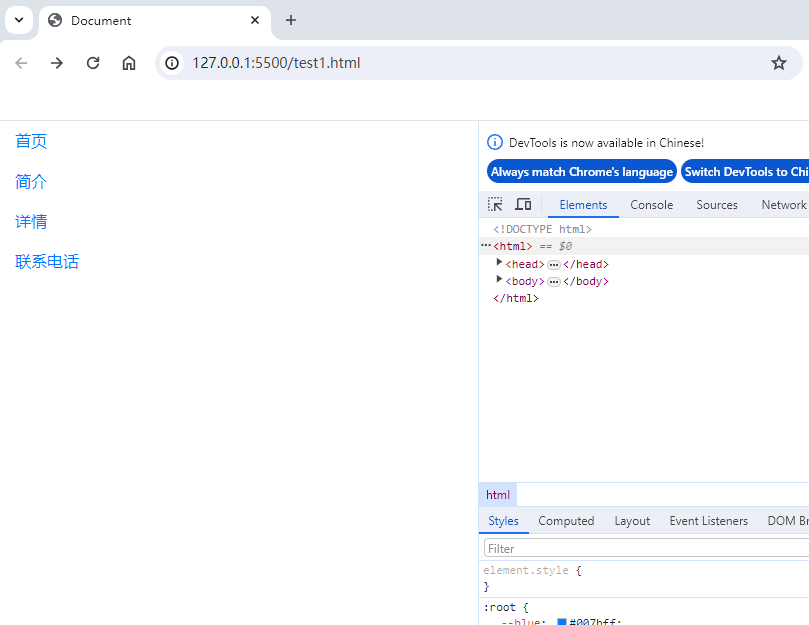 Document
127.0.0.1:5500/test1.html
首页
简介
详情
联系电话
DevTools is now available in Chinese!
Always match Chrome's language Switch DevTools to Chi
Elements Console Sources Network
<!DOCTYPE html>
<html> == $0
<head> </head>
<body> </body>
</html>
html
Styles Computed Layout Event Listeners DOM Br
Filter
element.style {
}
:root {
--blue: #007bff;